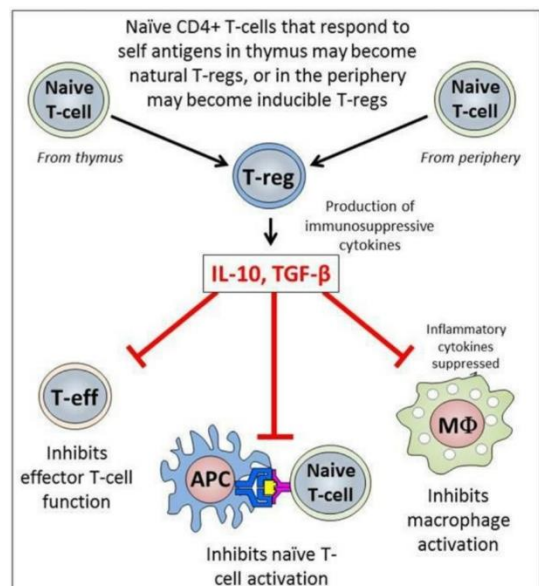 Naïve CD4+ T-cells that respond to
self antigens in thymus may become
natural T-regs, or in the periphery
may become inducible T-regs
Naive
T-cell
Naive
T-cell
From thymus
From periphery
T-reg
Production of
immunosuppressive
cytokines
IL-10, TGF-β
Inflammatory
cytokines
suppressed
T-eff
MΦ
Inhibits
effector T-cell
function
APC
Naive
T-cell
Inhibits
macrophage
activation
Inhibits naïve T-
cell activation